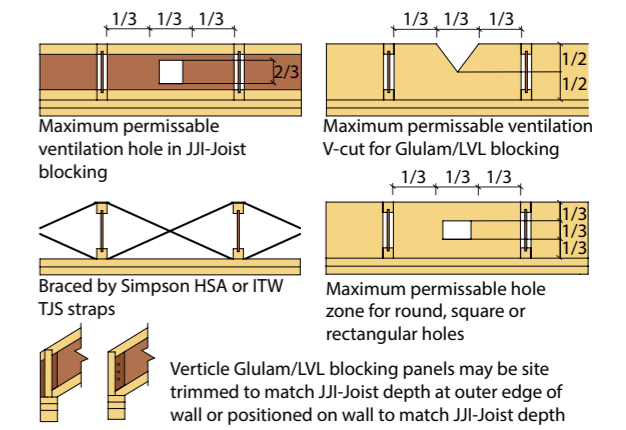 1/3 1/3 1/3
2/3
Maximum permissable
ventilation hole in JJI-Joist
blocking
1/3 1/3 1/3
1/2
1/2
Maximum permissable ventilation
V-cut for Glulam/LVL blocking
Braced by Simpson HSA or ITW
TJS straps
1/3 1/3 1/3
1/3
1/3
1/3
Maximum permissable hole
zone for round, square or
rectangular holes
Verticle Glulam/LVL blocking panels may be site
trimmed to match JJI-Joist depth at outer edge of
wall or positioned on wall to match JJI-Joist depth